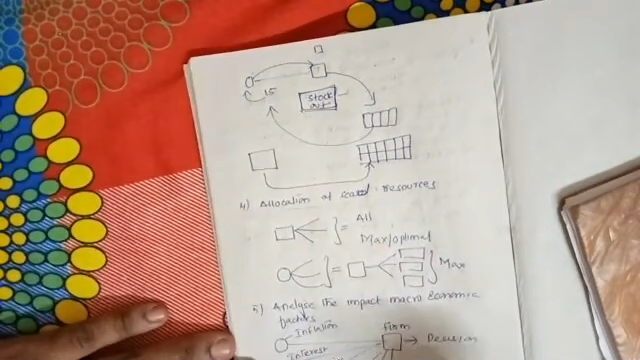 15
Stock
4) Allocation of resources
= All
Max/optimal
= Max
5) Analyse the impact macro Economic
factors
Inflation
firm
Decision
Interest